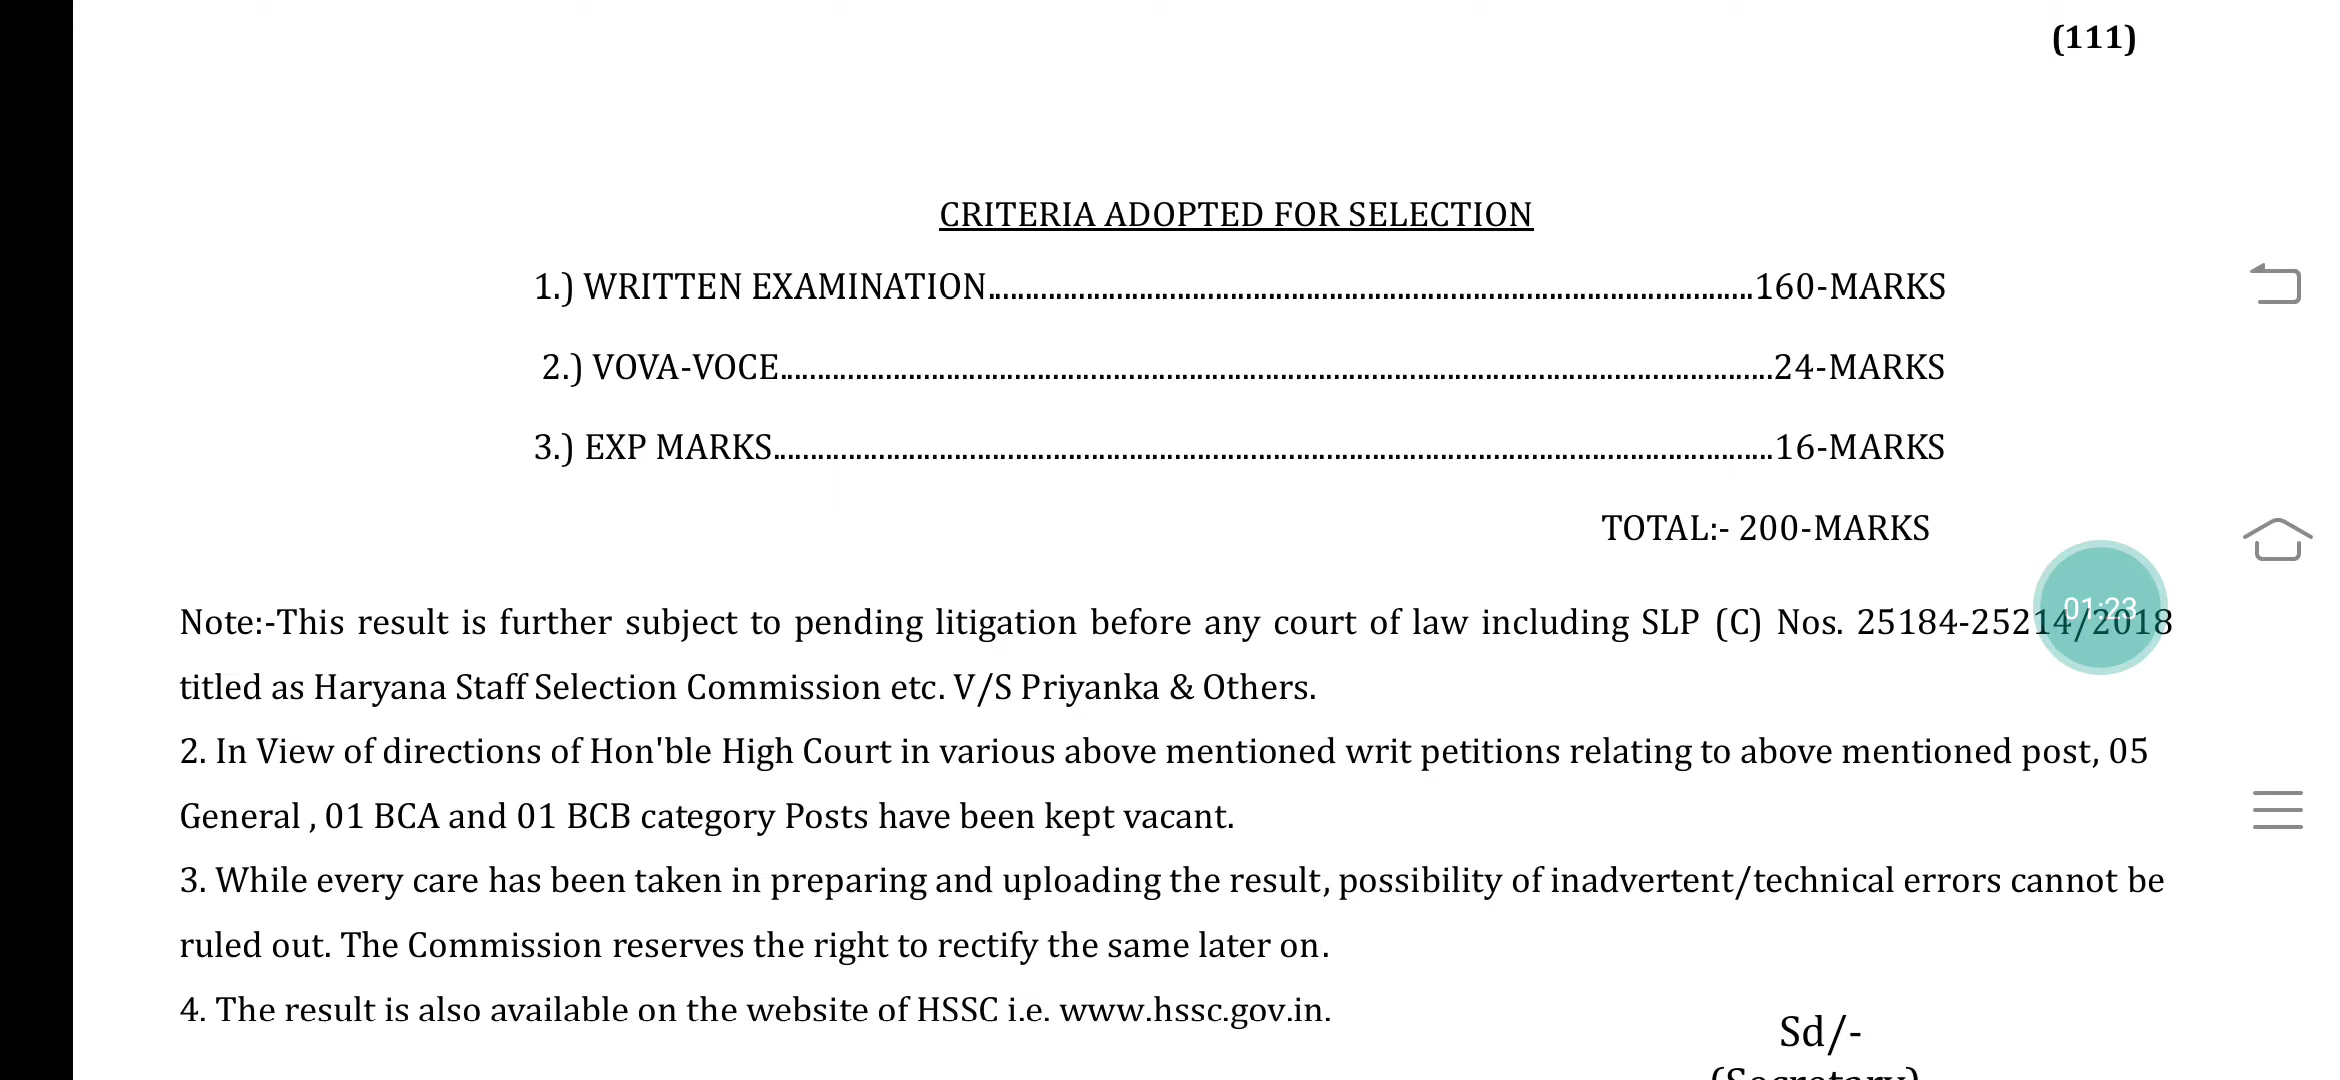 (111)
CRITERIA ADOPTED FOR SELECTION
1.) WRITTEN EXAMINATION....................................................................................................160-MARKS
2.) VOVA-VOCE....................................................................................................24-MARKS
3.) EXP MARKS....................................................................................................16-MARKS
TOTAL:- 200-MARKS
Note:-This result is further subject to pending litigation before any court of law including SLP (C) Nos. 25184-25214/2018
01:23
titled as Haryana Staff Selection Commission etc. V/S Priyanka & Others.
2. In View of directions of Hon'ble High Court in various above mentioned writ petitions relating to above mentioned post, 05
General , 01 BCA and 01 BCB category Posts have been kept vacant.
3. While every care has been taken in preparing and uploading the result, possibility of inadvertent/technical errors cannot be
ruled out. The Commission reserves the right to rectify the same later on.
4. The result is also available on the website of HSSC i.e. www.hssc.gov.in.
Sd/-
(Secretary)